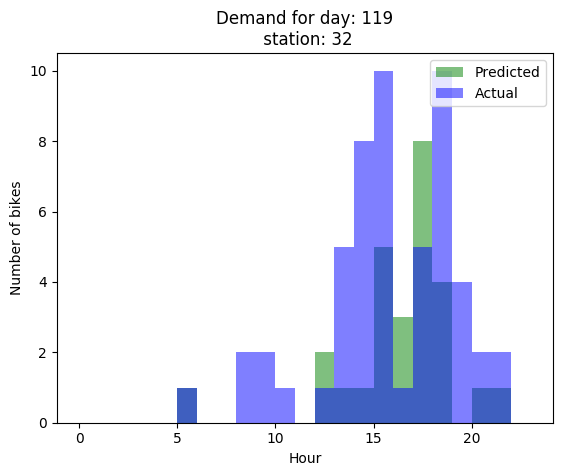 Demand for day: 119
station: 32
Predicted
Actual
Number of bikes
10
8
6
4
2
0
0 5 10 15 20
Hour